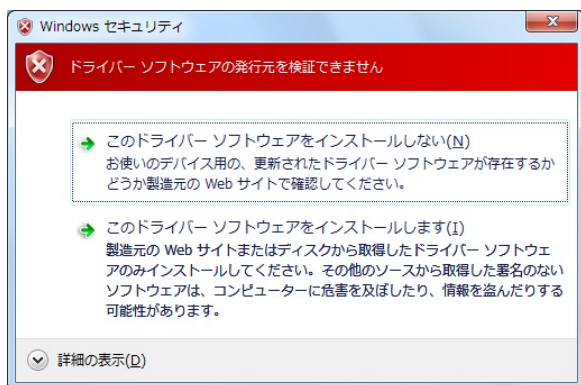 Windows セキュリティ
ドライバー ソフトウェアの発行元を検証できません
このドライバー ソフトウェアをインストールしない(N)
お使いのデバイス用の、更新されたドライバー ソフトウェアが存在するか
どうか製造元の Web サイトで確認してください。
このドライバー ソフトウェアをインストールします(I)
製造元の Web サイトまたはディスクから取得したドライバー ソフトウェ
アのみインストールしてください。その他のソースから取得した署名のない
ソフトウェアは、コンピューターに危害を及ぼしたり、情報を盗んだりする
可能性があります。
詳細の表示(D)